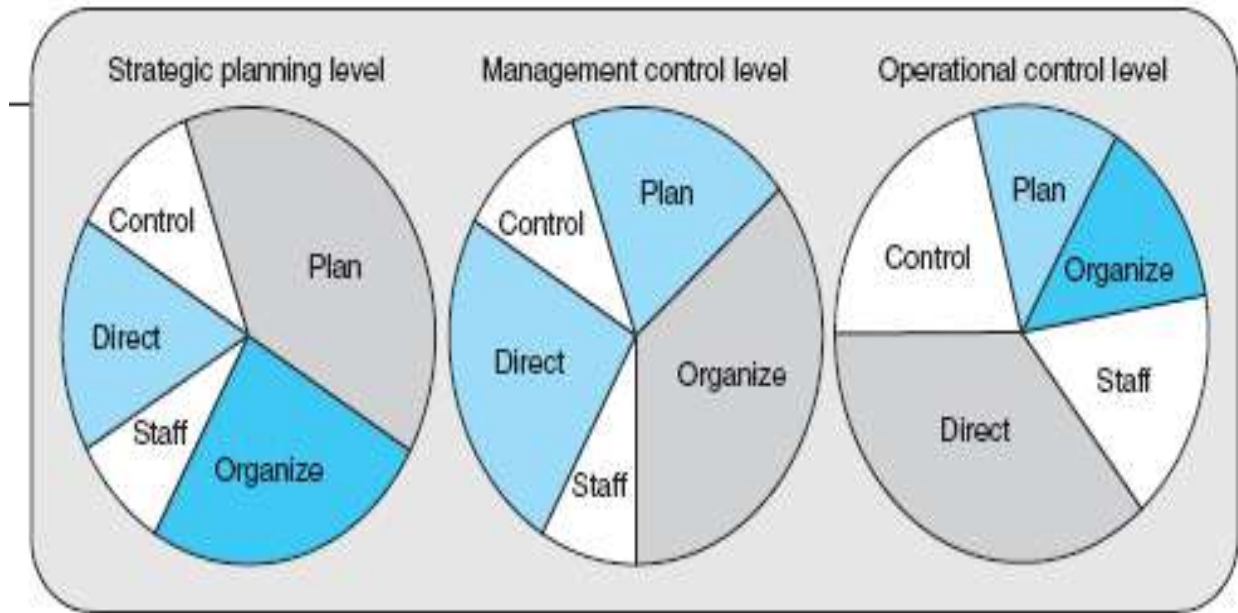 Strategic planning level
Control
Plan
Direct
Staff
Organize
Management control level
Plan
Control
Direct
Organize
Staff
Operational control level
Plan
Organize
Control
Staff
Direct